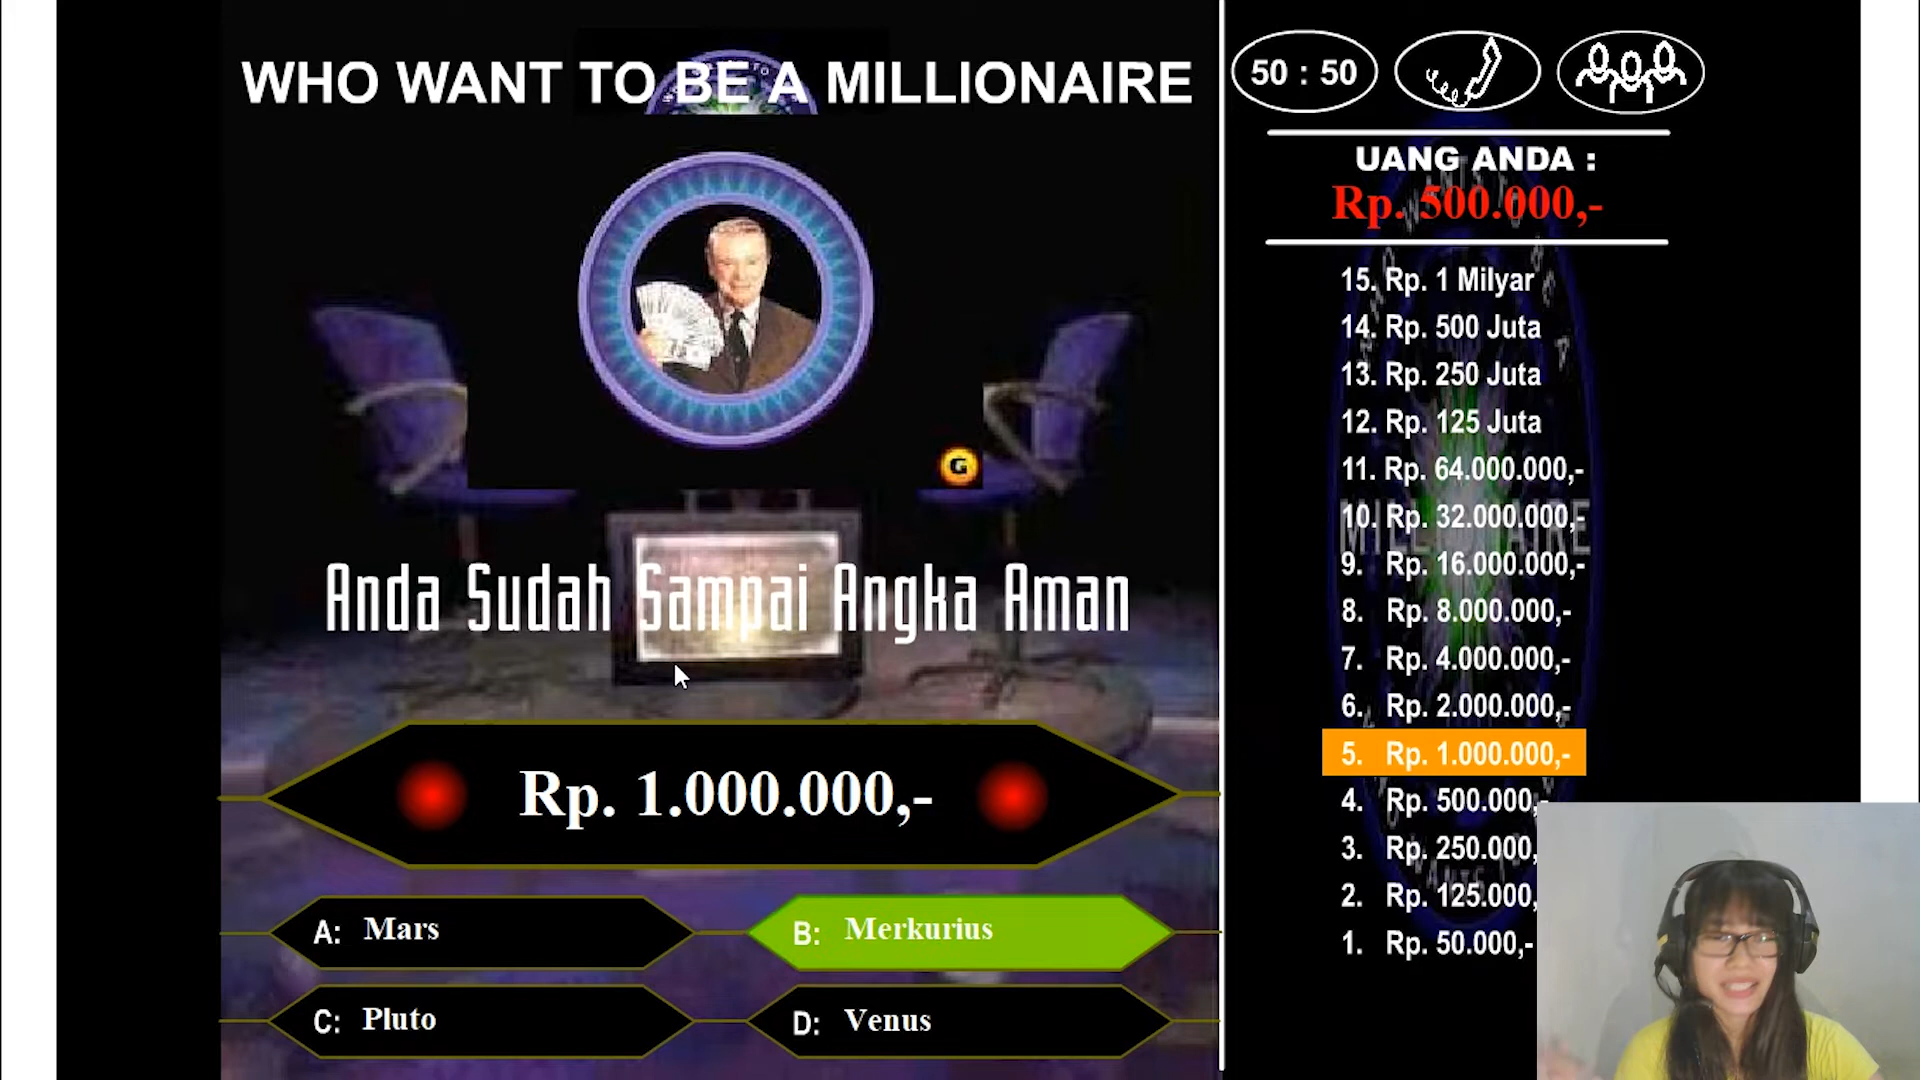 WHO WANT TO BE A MILLIONAIRE
50 : 50
UANG ANDA :
Rp. 500.000,-
15. Rp. 1 Milyar
14. Rp. 500 Juta
13. Rp. 250 Juta
12. Rp. 125 Juta
11. Rp. 64.000.000,-
10. Rp. 32.000.000,-
9. Rp. 16.000.000,-
8. Rp. 8.000.000,-
7. Rp. 4.000.000,-
6. Rp. 2.000.000,-
5. Rp. 1.000.000,-
4. Rp. 500.000,-
3. Rp. 250.000,
2. Rp. 125.000,
1. Rp. 50.000,-
G
Anda Sudah Sampai Angka Aman
Rp. 1.000.000,-
A: Mars
B: Merkurius
C: Pluto
D: Venus